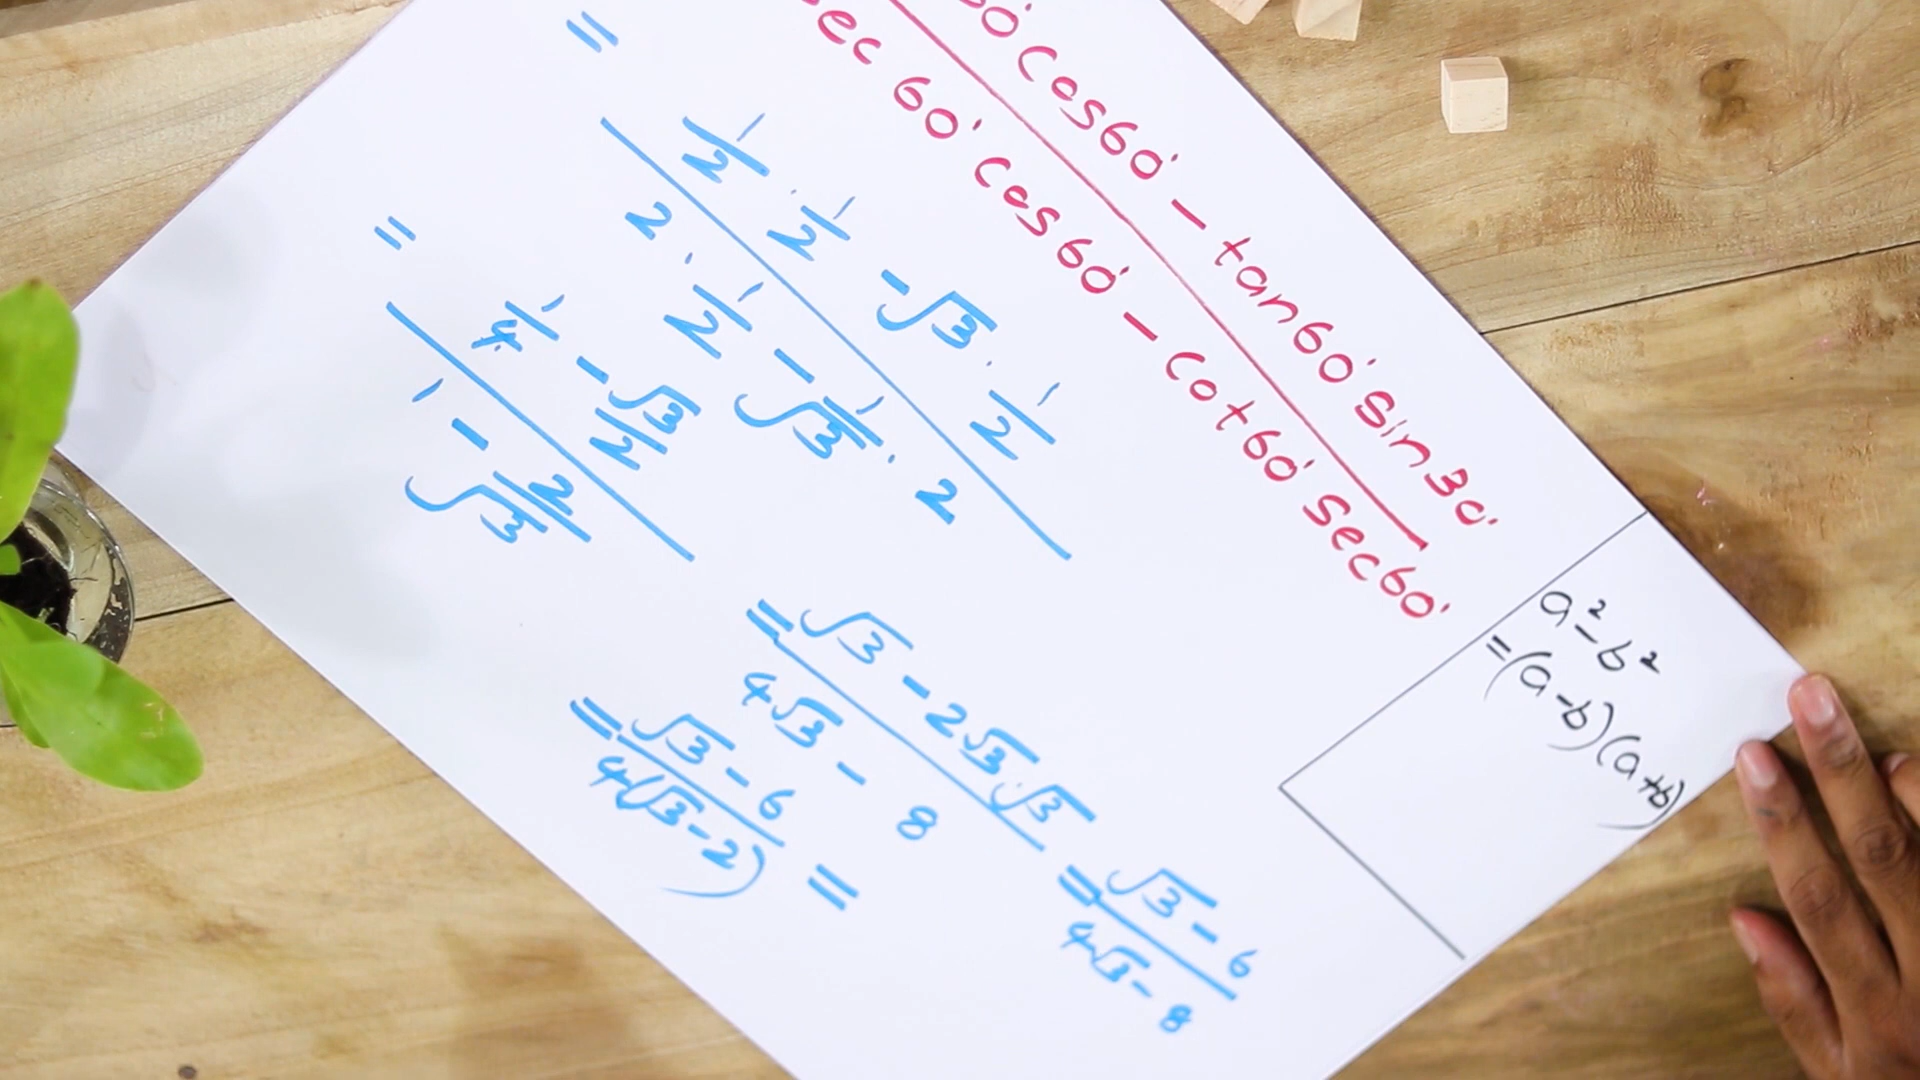 cos60° - tan60° sin30°
sec 60° cos60° - cot60° sec60°
=
1/2 · 1/2 - √3 · 1/2
2 · 1/2 - 1/√3 · 2
=
1/4 - √3/2
1 - 2/√3
= √3 - 2√3·√3
4√3 - 8
= √3 - 6
4√3 - 8
= √3 - 6
4(√3 - 2)
=
a² - b²
= (a - b)(a + b)